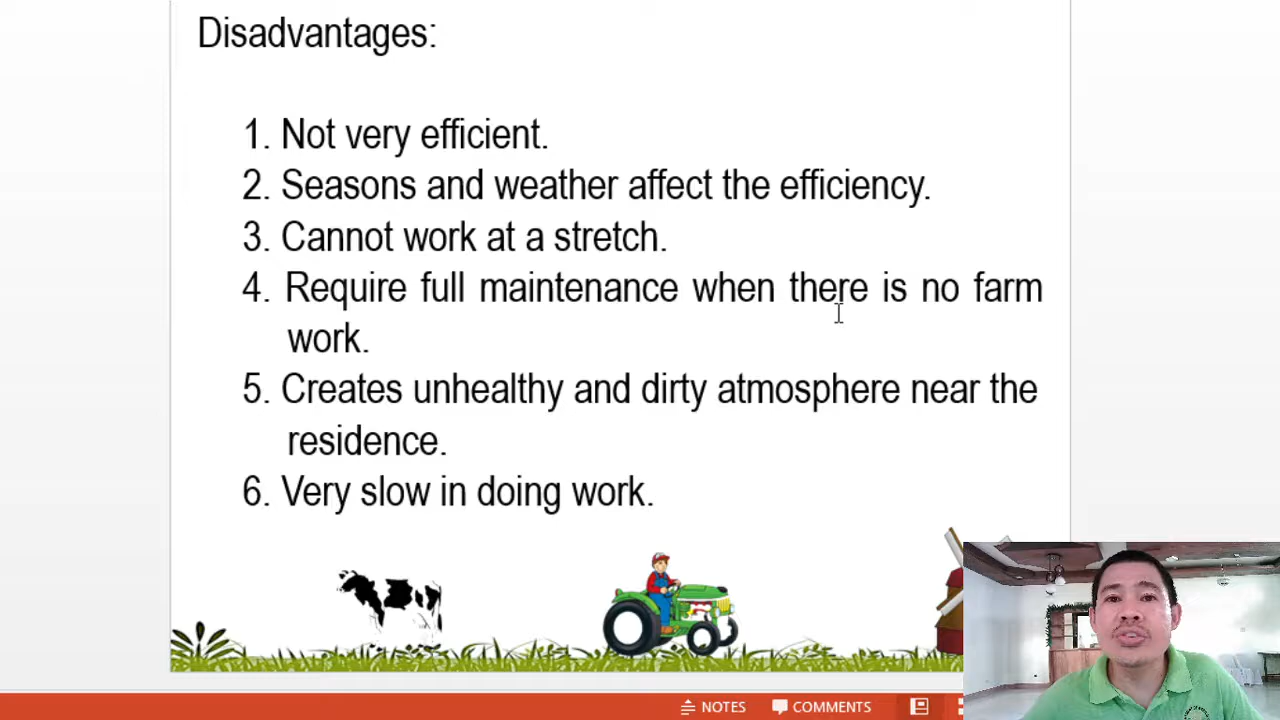 Disadvantages:
1. Not very efficient.
2. Seasons and weather affect the efficiency.
3. Cannot work at a stretch.
4. Require full maintenance when there is no farm
work.
5. Creates unhealthy and dirty atmosphere near the
residence.
6. Very slow in doing work.
NOTES COMMENTS